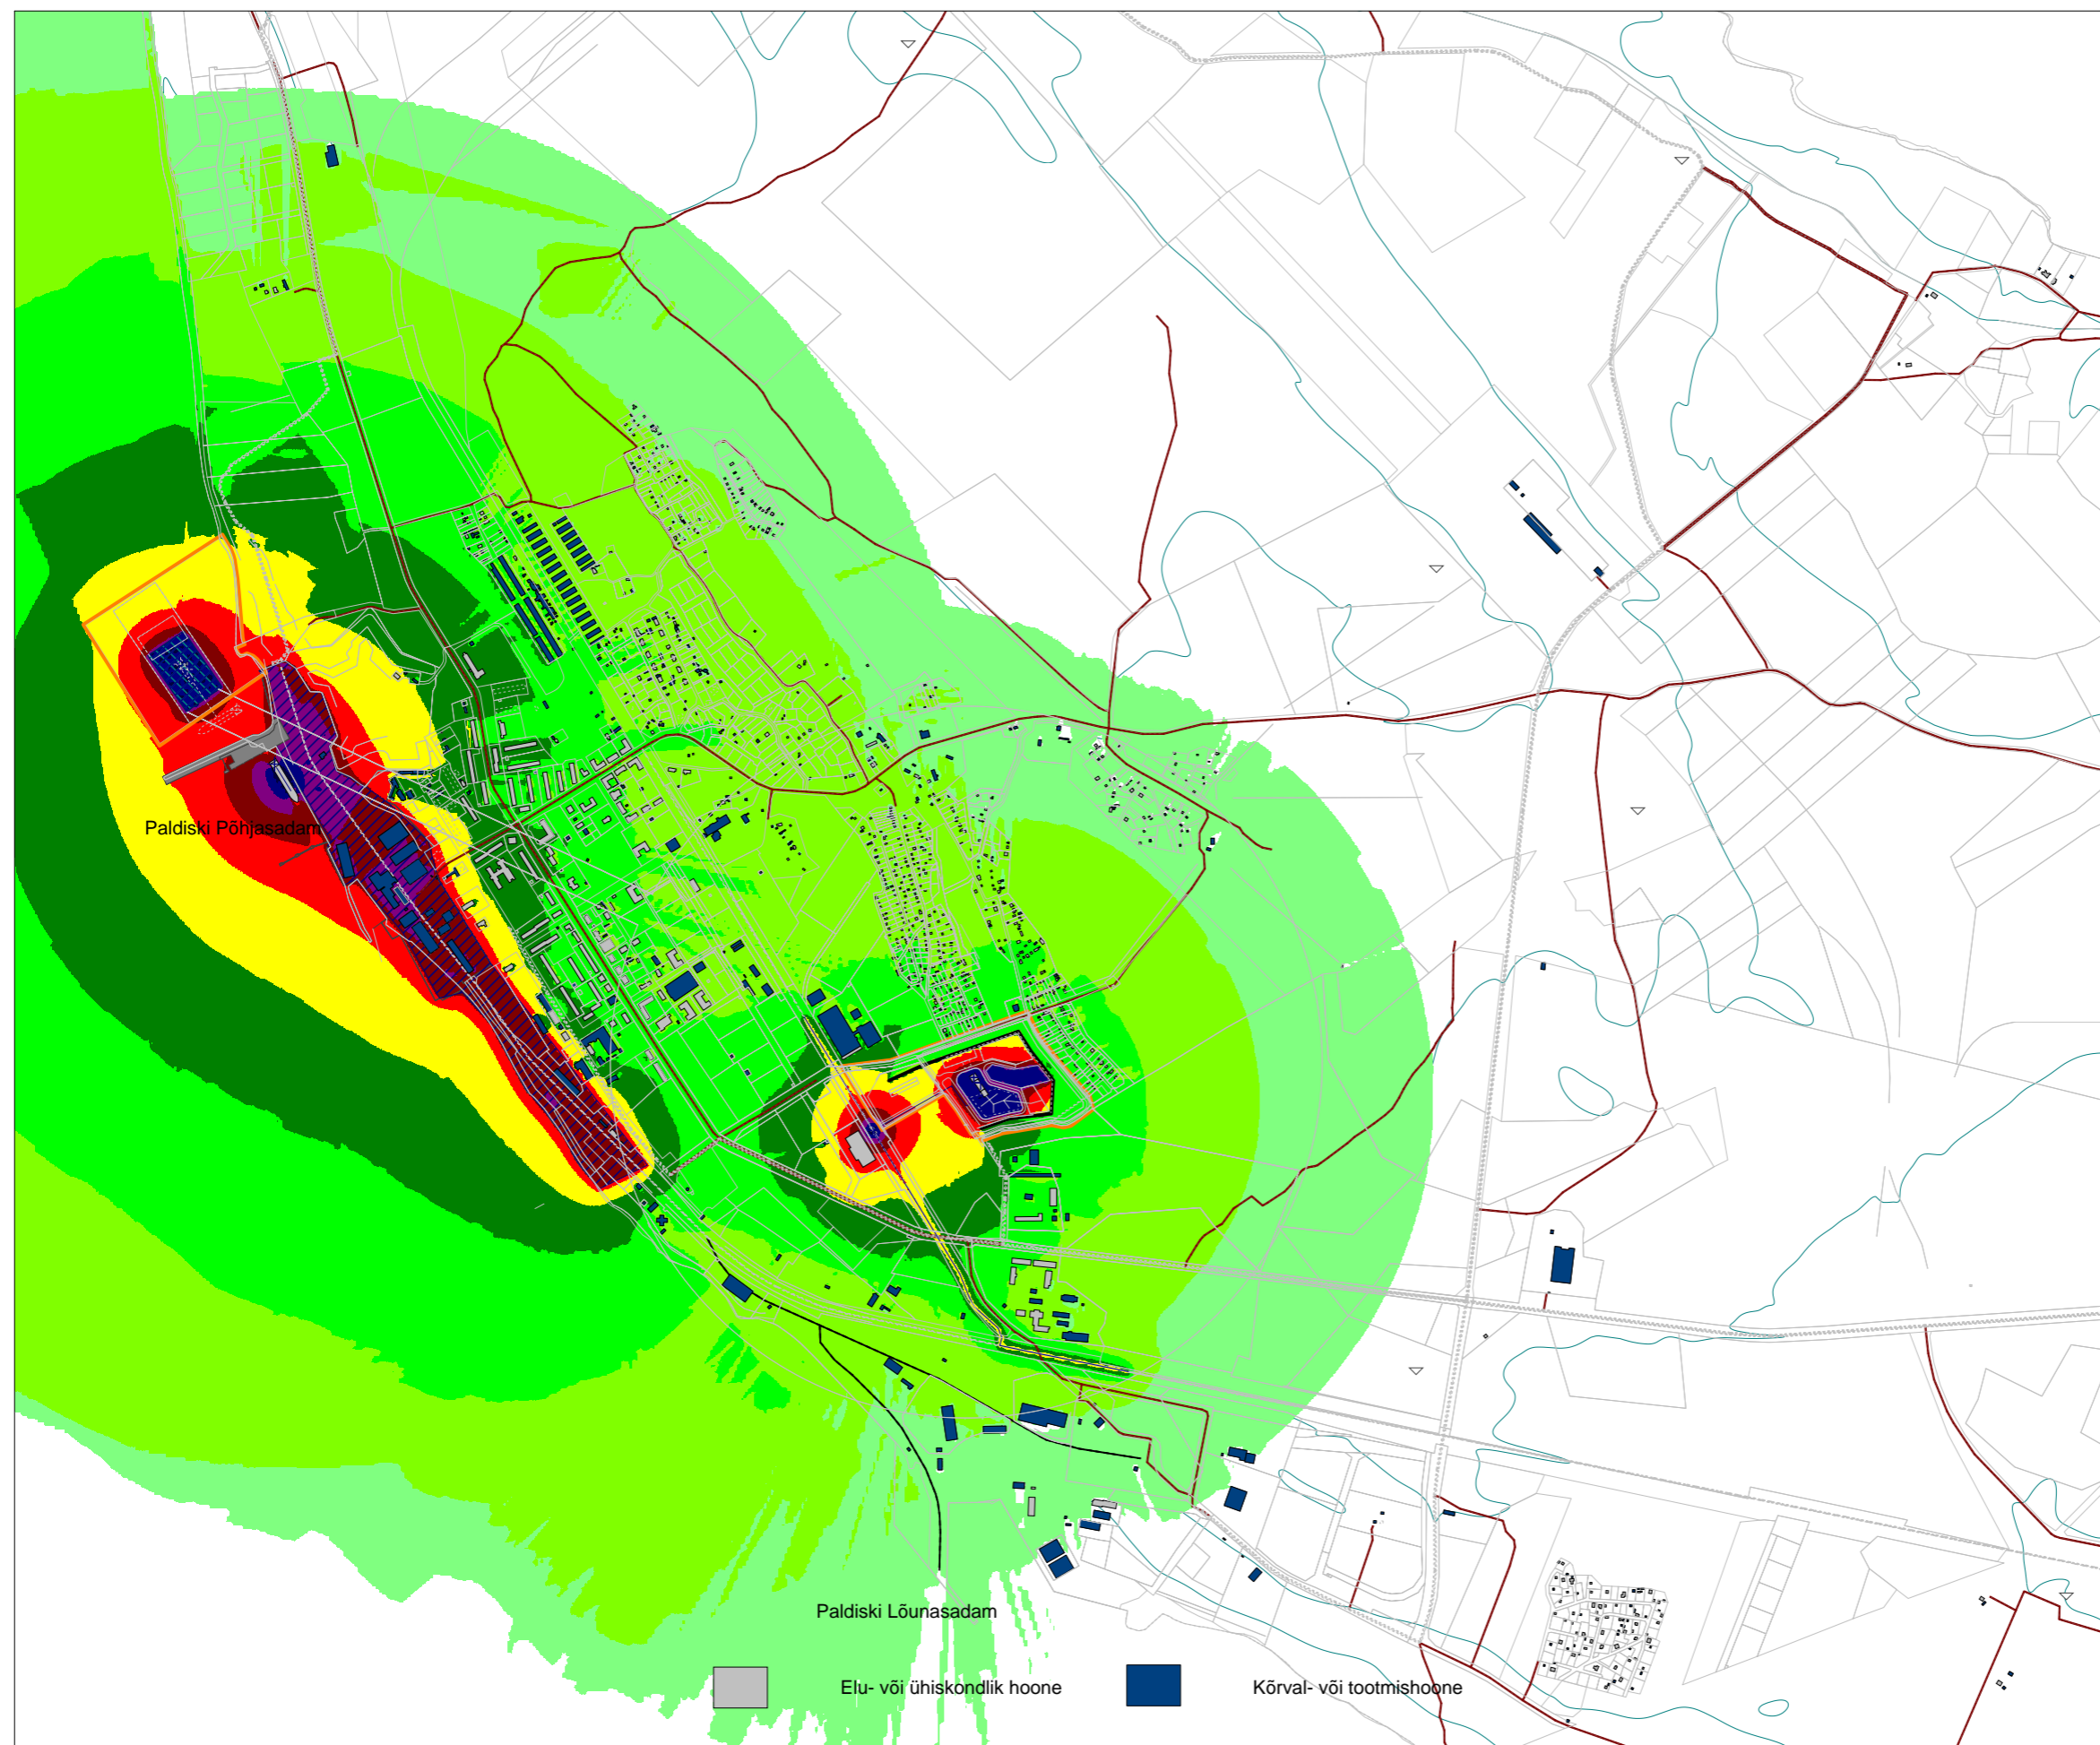 Paldiski Põhjasadam
Paldiski Lõunasadam
Elu- või ühiskondlik hoone
Kõrval- või tootmishoone